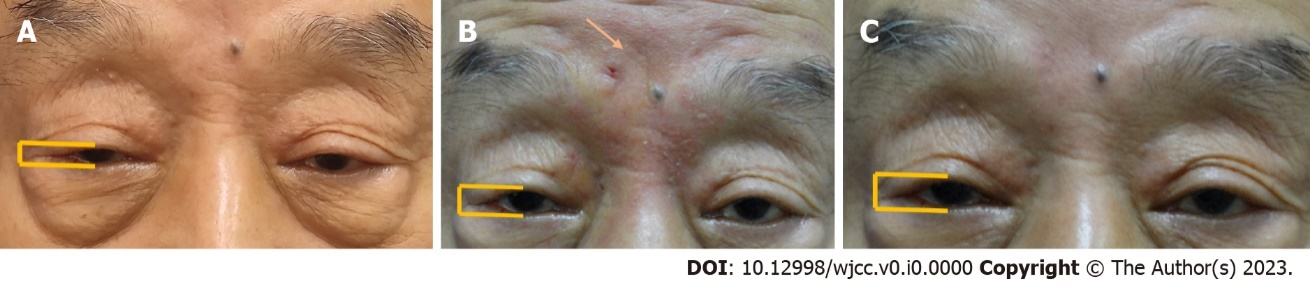 A
B
C
DOI: 10.12998/wjcc.v0.i0.0000 Copyright © The Author(s) 2023.